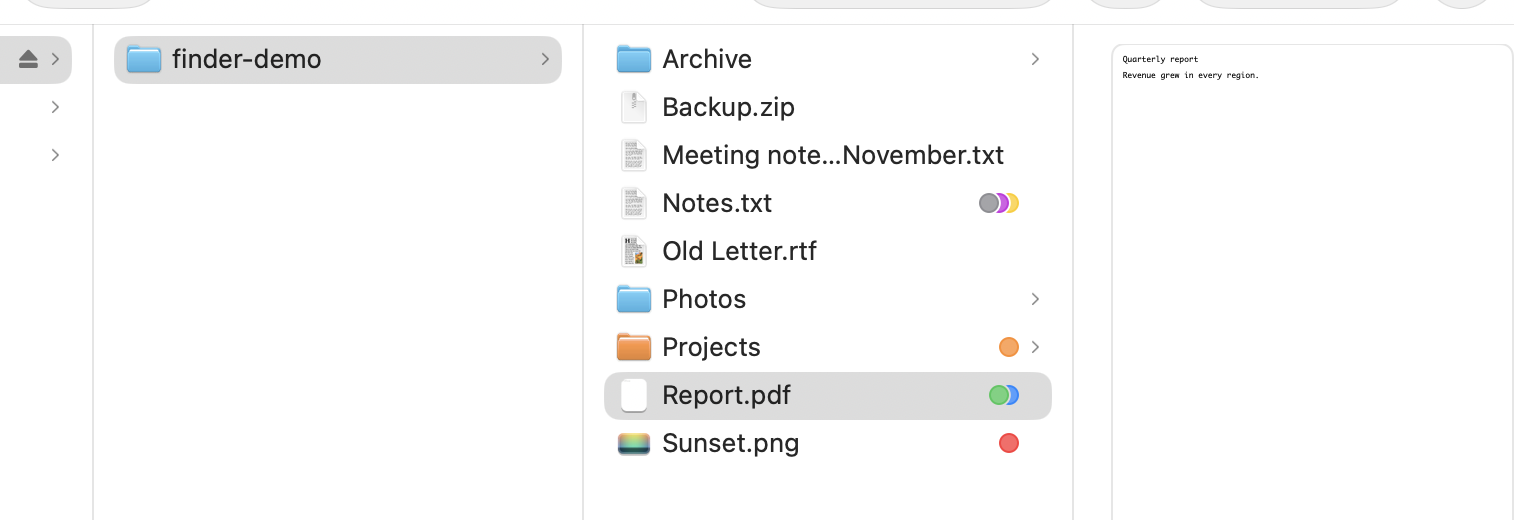 finder-demo
Archive
Backup.zip
Meeting note...November.txt
Notes.txt
Old Letter.rtf
Photos
Projects
Report.pdf
Sunset.png
Quarterly report
Revenue grew in every region.